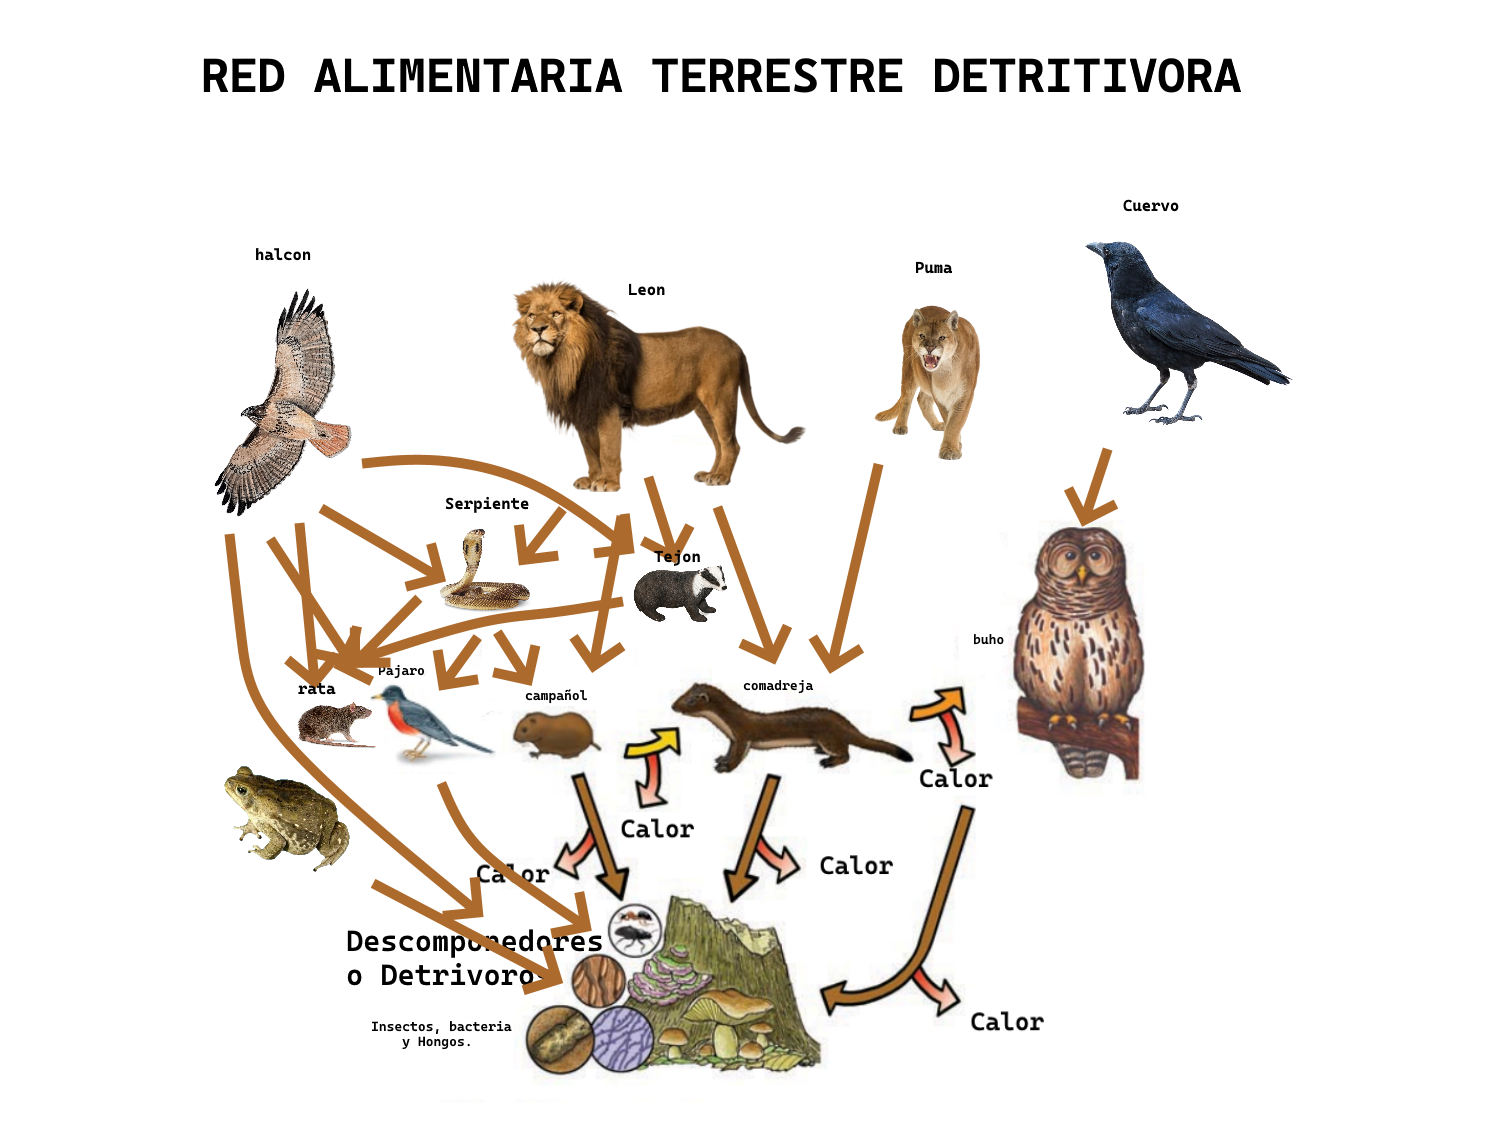 RED ALIMENTARIA TERRESTRE DETRITIVORA
Cuervo
halcon
Puma
Leon
Serpiente
Tejon
buho
Pajaro
rata
comadreja
campañol
Calor
Calor
Calor
Calor
Descomponedores
o Detrivoros
Insectos, bacteria
y Hongos.
Calor